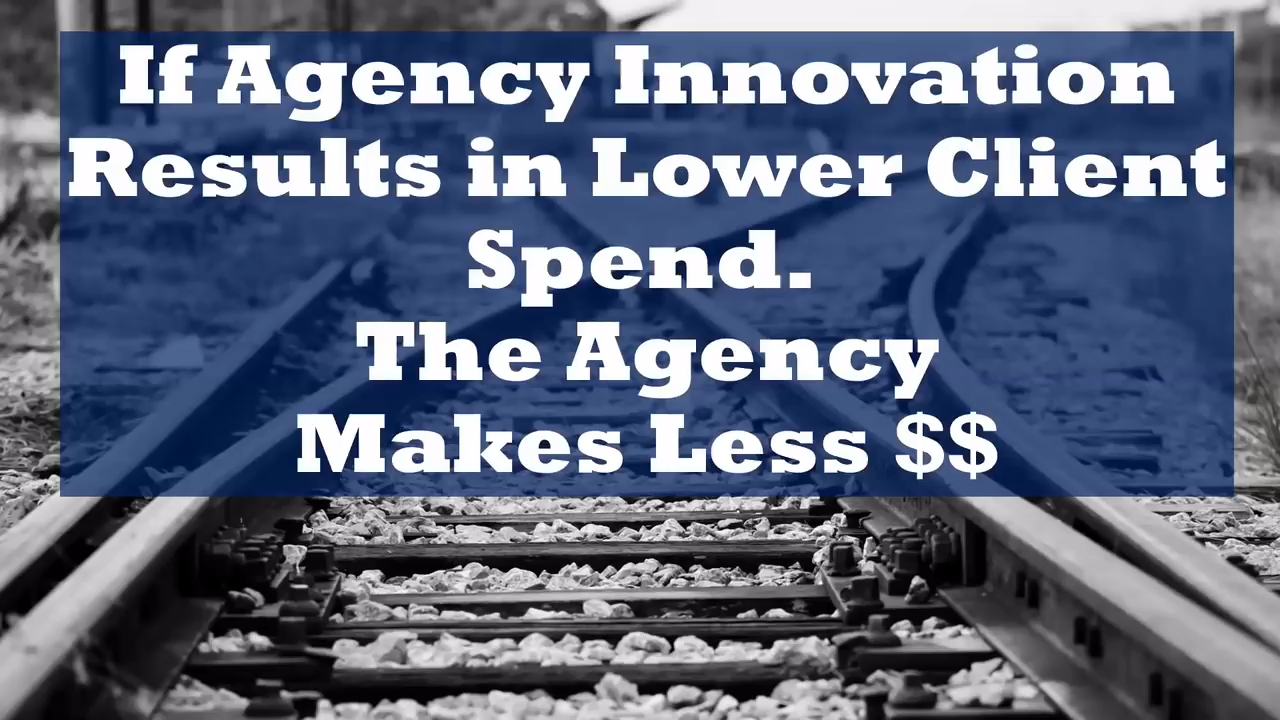 If Agency Innovation
Results in Lower Client
Spend.
The Agency
Makes Less $$